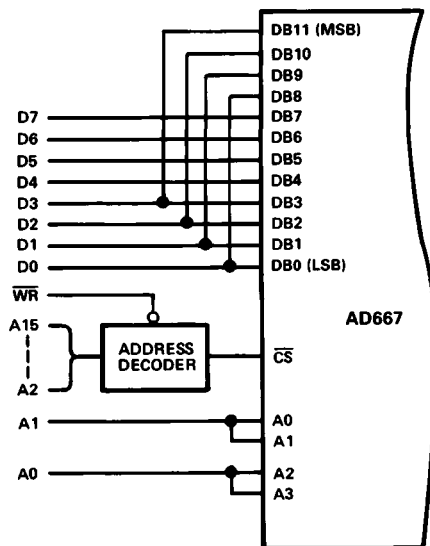 DB11 (MSB)
DB10
DB9
DB8
D7 DB7
D6 DB6
D5 DB5
D4 DB4
D3 DB3
D2 DB2
D1 DB1
D0 DB0 (LSB)
WR
A15
AD667
ADDRESS
DECODER
CS
A2
A1 A0
A1
A0 A2
A3